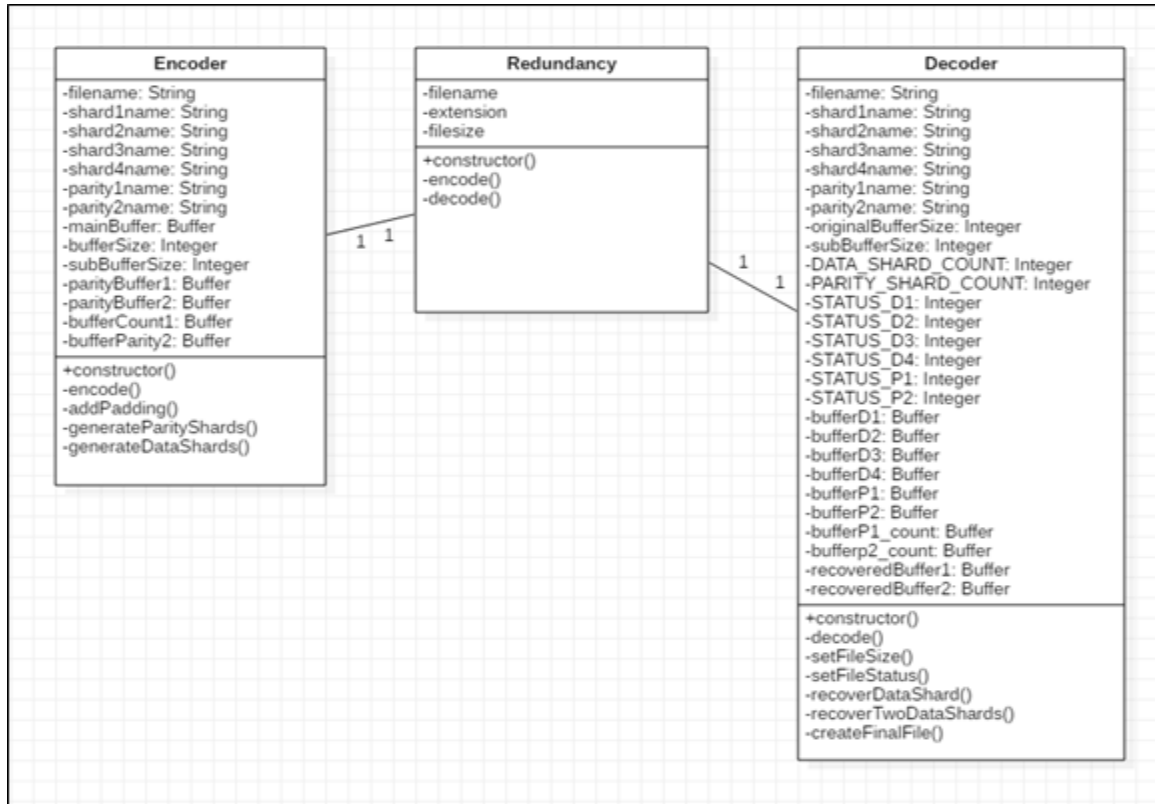 Encoder
-filename: String
-shard1name: String
-shard2name: String
-shard3name: String
-shard4name: String
-parity1name: String
-parity2name: String
-mainBuffer: Buffer
-bufferSize: Integer
-subBufferSize: Integer
-parityBuffer1: Buffer
-parityBuffer2: Buffer
-bufferCount1: Buffer
-bufferParity2: Buffer
+constructor()
-encode()
-addPadding()
-generateParityShards()
-generateDataShards()
1 1
Redundancy
-filename
-extension
-filesize
+constructor()
-encode()
-decode()
1
1
Decoder
-filename: String
-shard1name: String
-shard2name: String
-shard3name: String
-shard4name: String
-parity1name: String
-parity2name: String
-originalBufferSize: Integer
-subBufferSize: Integer
-DATA_SHARD_COUNT: Integer
-PARITY_SHARD_COUNT: Integer
-STATUS_D1: Integer
-STATUS_D2: Integer
-STATUS_D3: Integer
-STATUS_D4: Integer
-STATUS_P1: Integer
-STATUS_P2: Integer
-bufferD1: Buffer
-bufferD2: Buffer
-bufferD3: Buffer
-bufferD4: Buffer
-bufferP1: Buffer
-bufferP2: Buffer
-bufferP1_count: Buffer
-bufferp2_count: Buffer
-recoveredBuffer1: Buffer
-recoveredBuffer2: Buffer
+constructor()
-decode()
-setFileSize()
-setFileStatus()
-recoverDataShard()
-recoverTwoDataShards()
-createFinalFile()